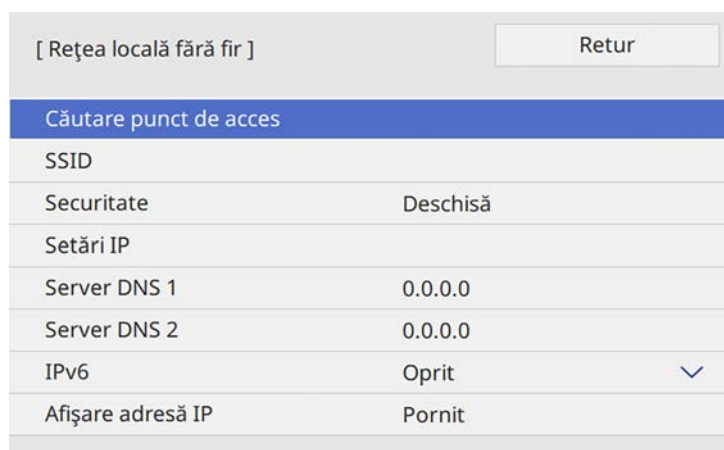 [ Reţea locală fără fir ]
Retur
Căutare punct de acces
SSID
Securitate Deschisă
Setări IP
Server DNS 1 0.0.0.0
Server DNS 2 0.0.0.0
IPv6 Oprit
Afişare adresă IP Pornit